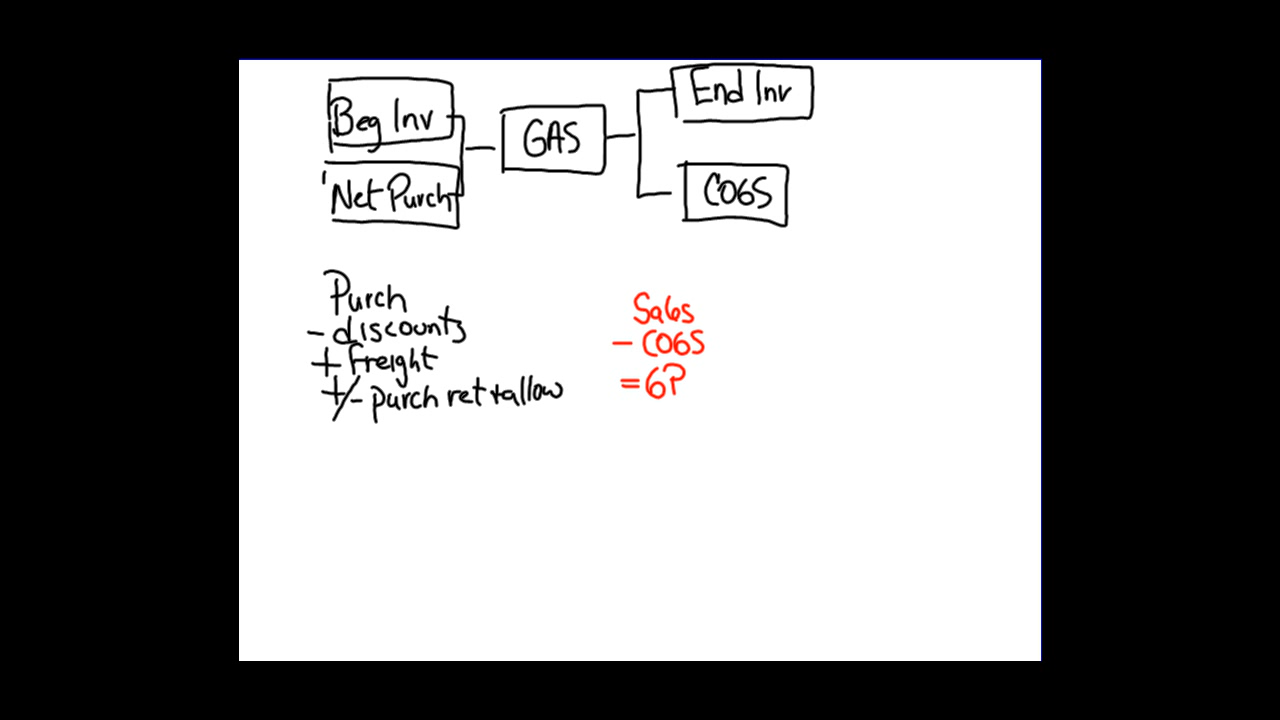 Beg Inv
Net Purch
GAS
End Inv
COGS
Purch
- discounts
+ Freight
+/- purch ret + allow
Sales
- COGS
= GP